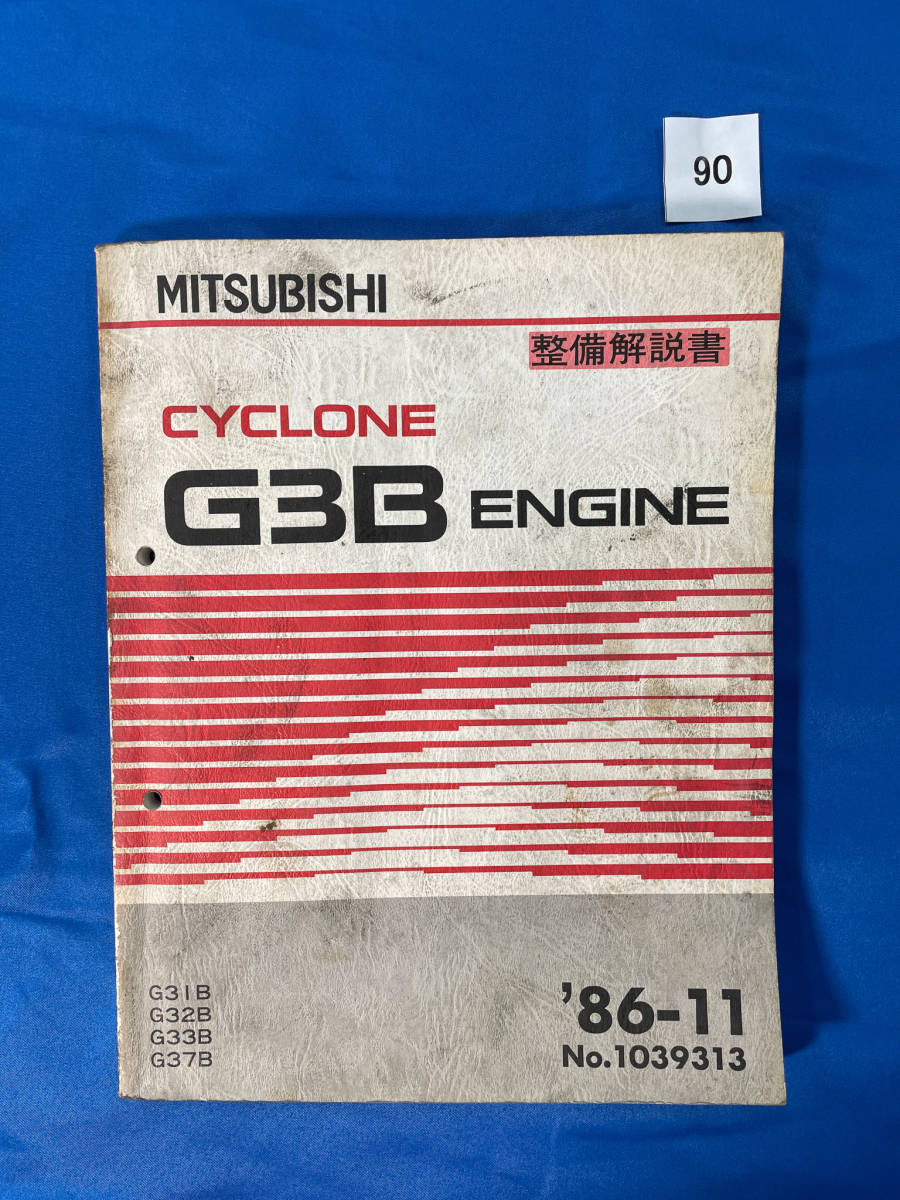 90
MITSUBISHI
整備解説書
CYCLONE
G3B ENGINE
G31B
G32B
G33B
G37B
'86-11
No.1039313